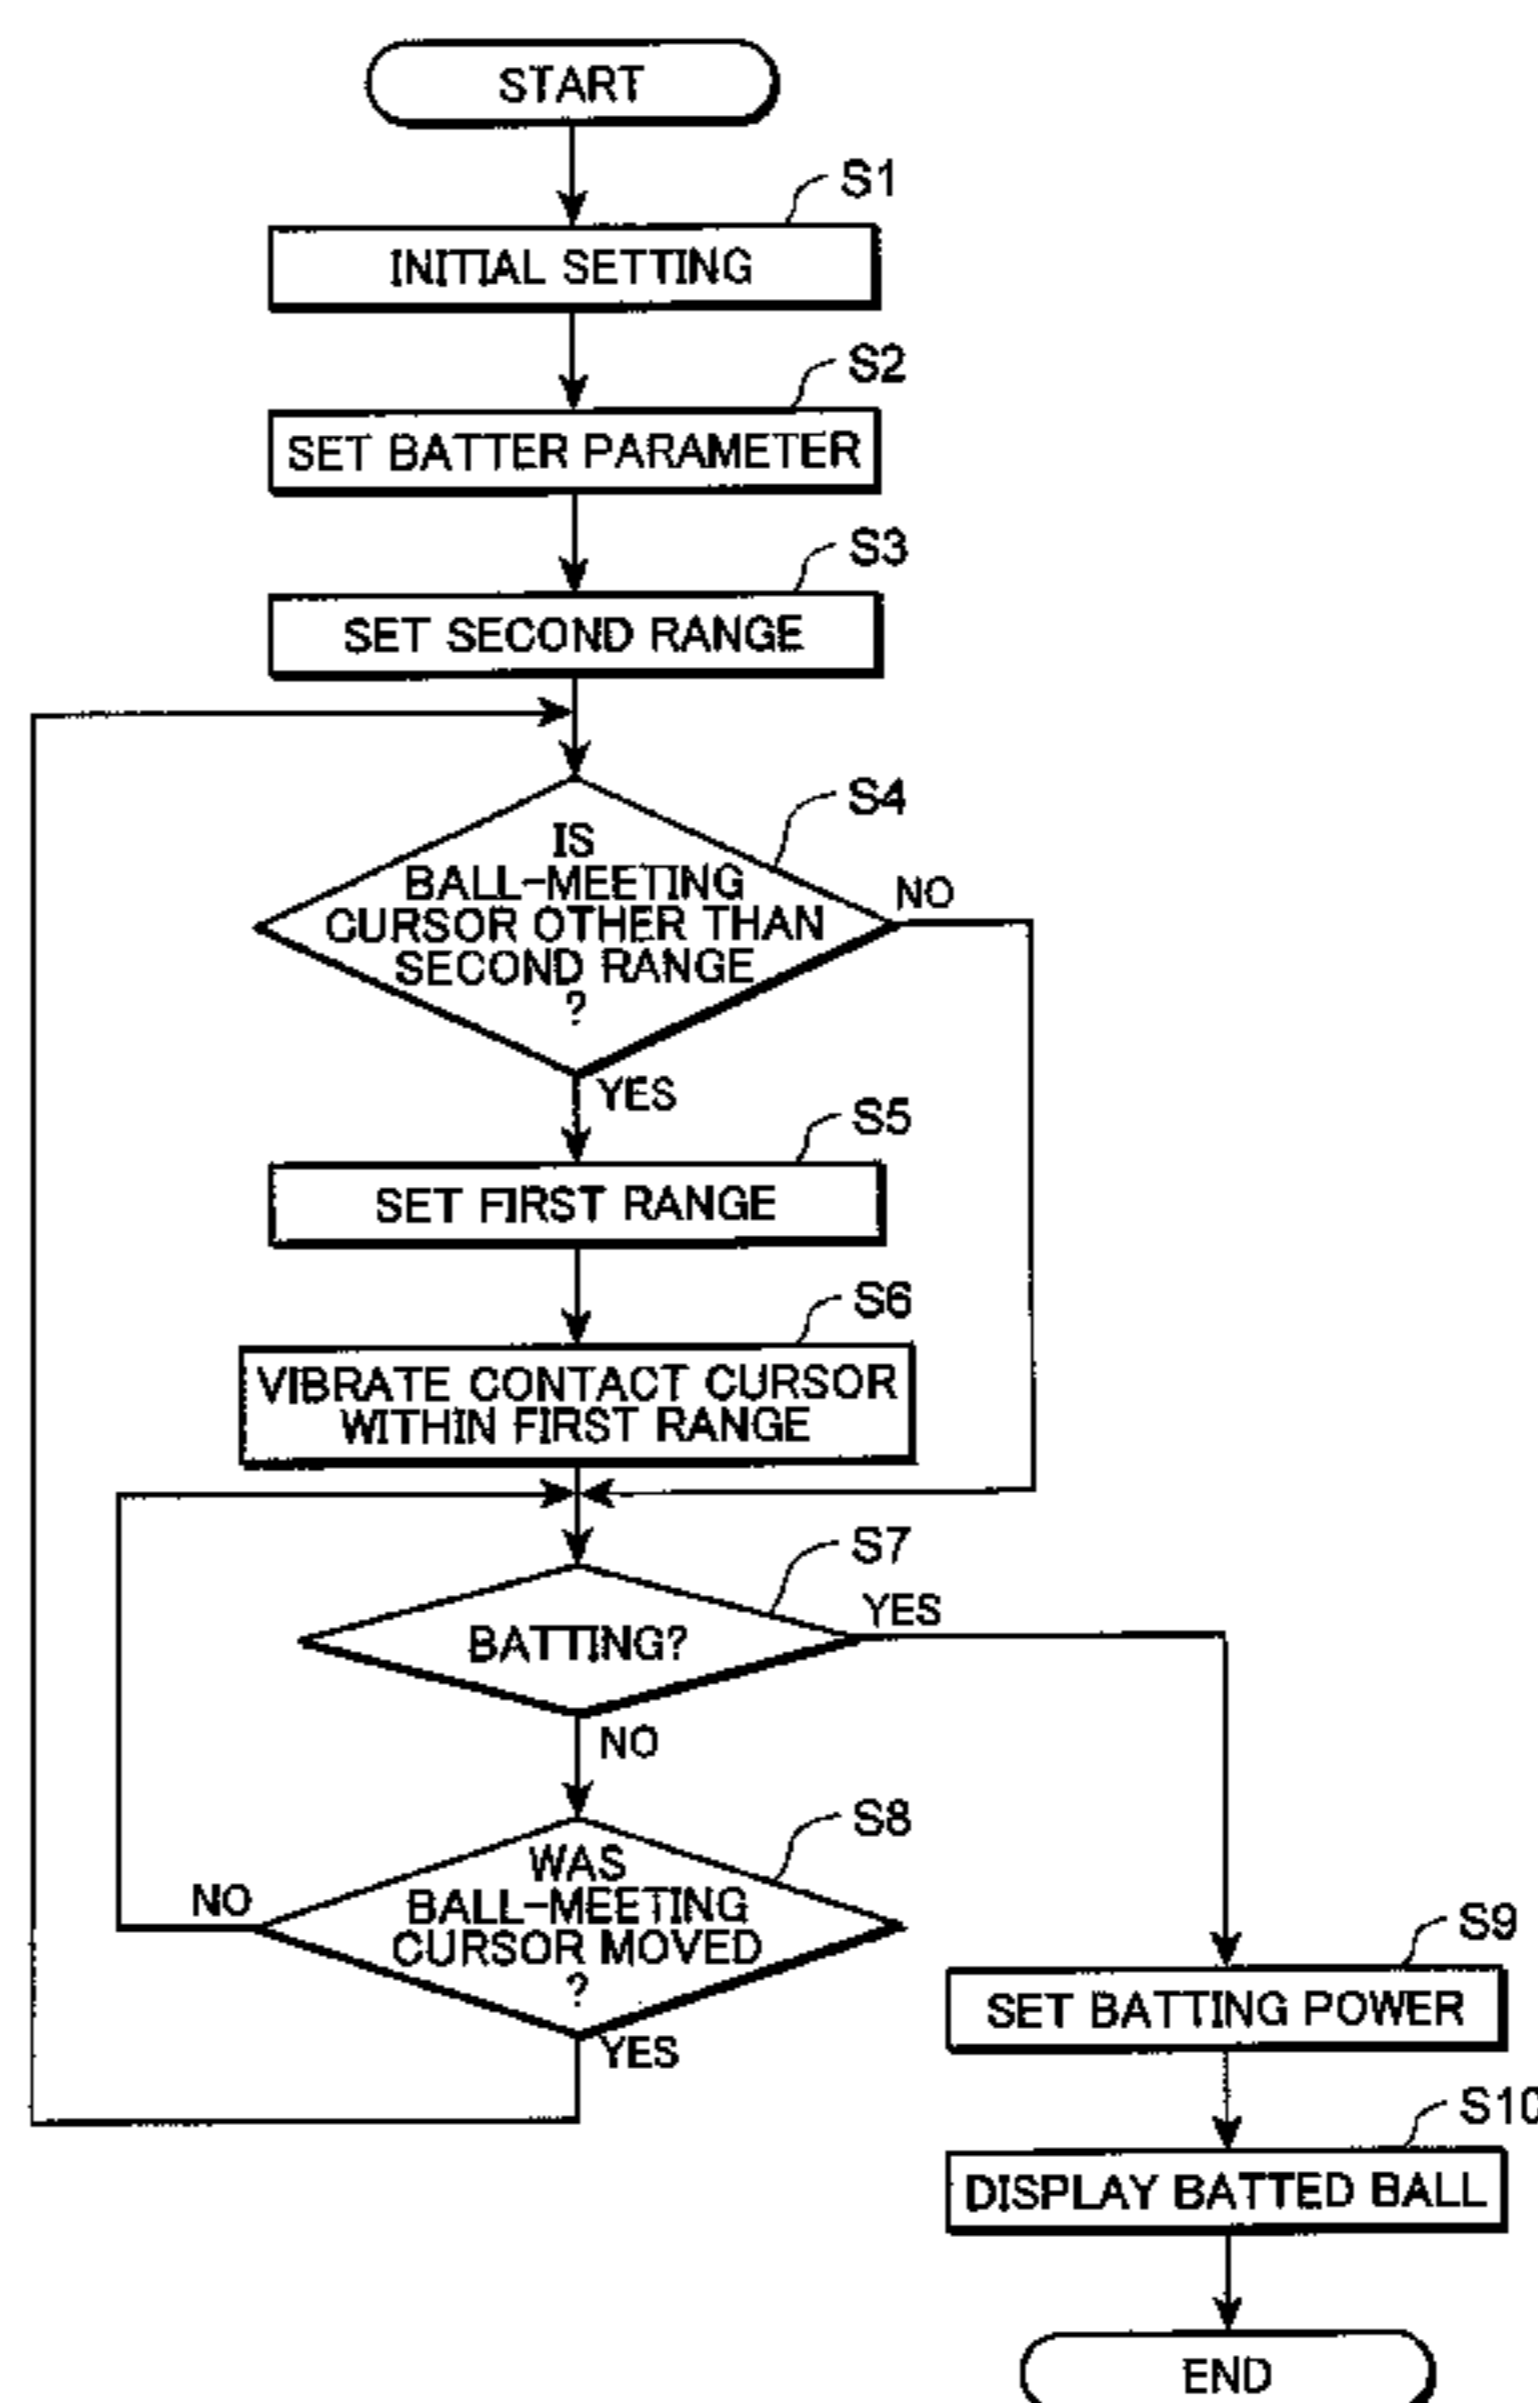 START
S1
INITIAL SETTING
S2
SET BATTER PARAMETER
S3
SET SECOND RANGE
S4
IS
BALL-MEETING
CURSOR OTHER THAN
SECOND RANGE
?
NO
YES
S5
SET FIRST RANGE
S6
VIBRATE CONTACT CURSOR
WITHIN FIRST RANGE
S7
BATTING?
YES
NO
S8
WAS
BALL-MEETING
CURSOR MOVED
?
NO
YES
S9
SET BATTING POWER
S10
DISPLAY BATTED BALL
END